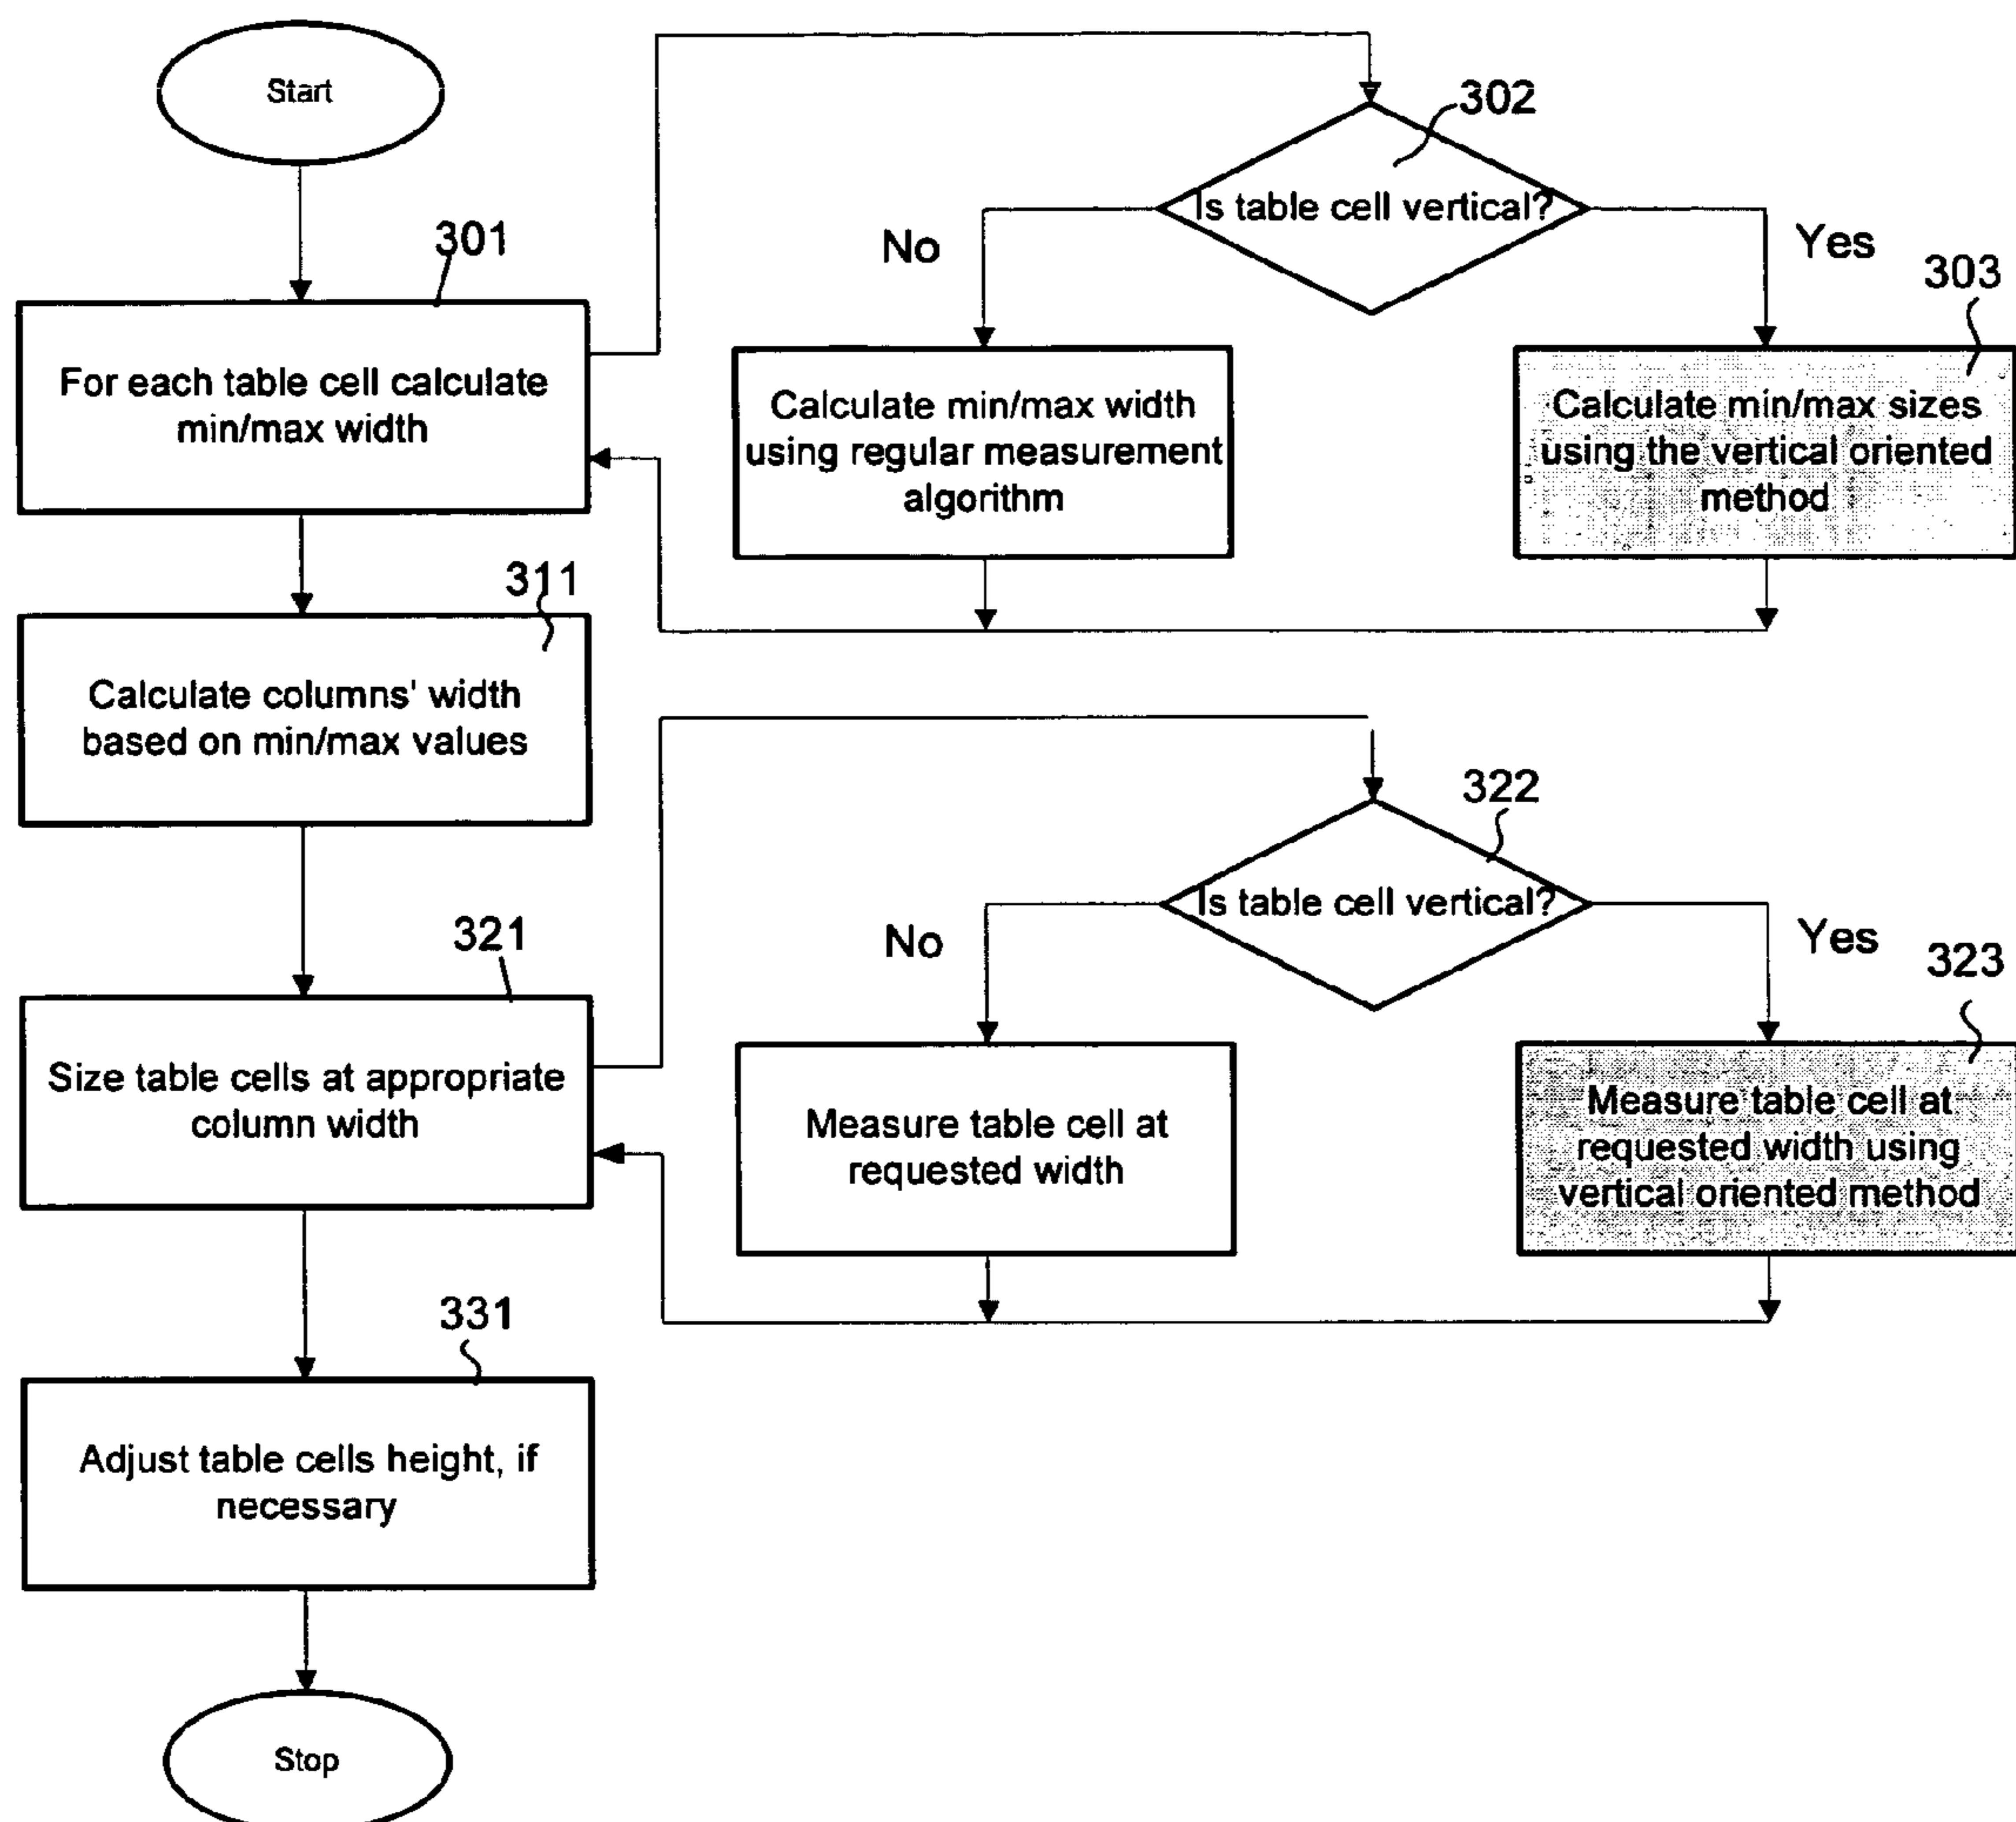 Start
302
Is table cell vertical?
No
Yes
301
303
For each table cell calculate
min/max width
Calculate min/max width
using regular measurement
algorithm
Calculate min/max sizes
using the vertical oriented
method
311
Calculate columns' width
based on min/max values
322
Is table cell vertical?
No
Yes
321
323
Size table cells at appropriate
column width
Measure table cell at
requested width
Measure table cell at
requested width using
vertical oriented method
331
Adjust table cells height, if
necessary
Stop